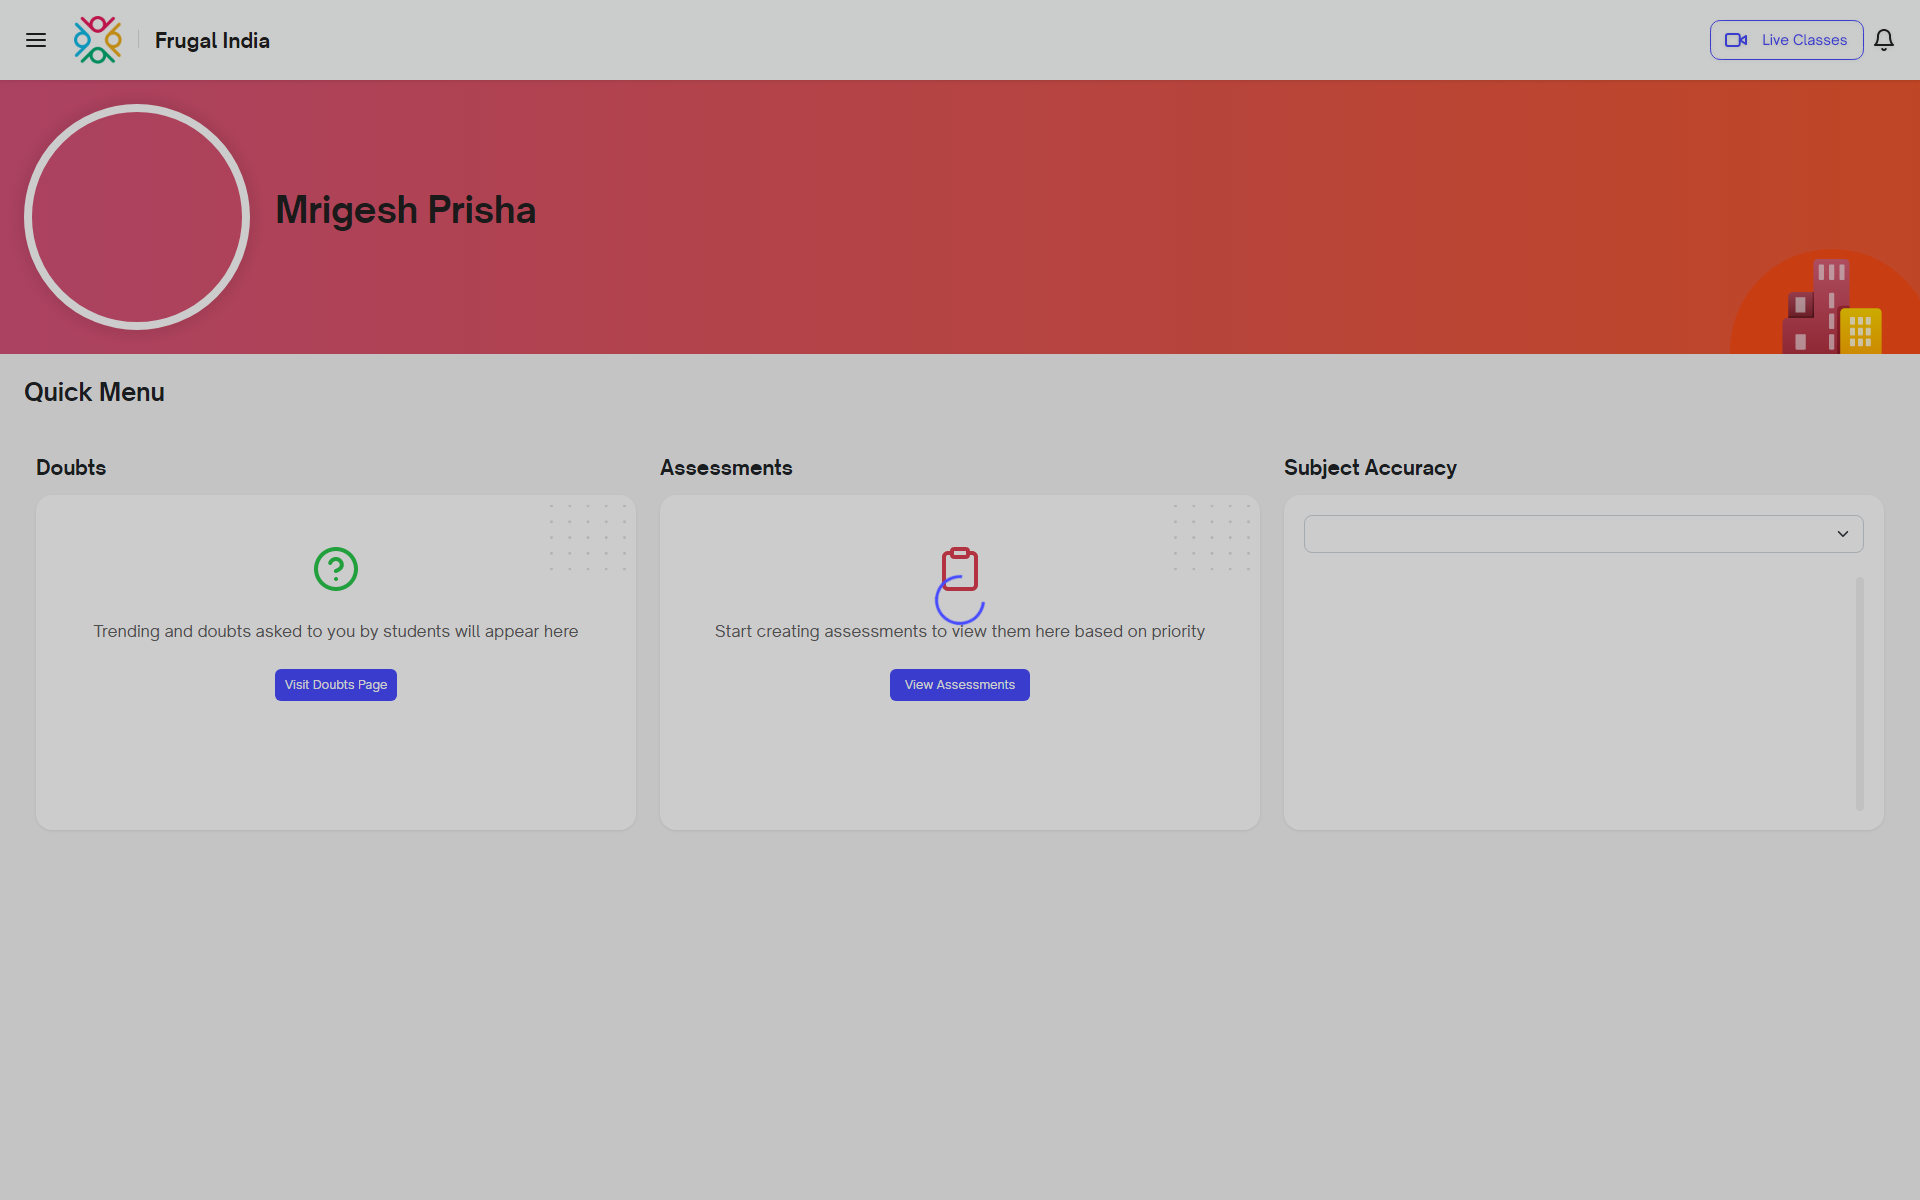 Frugal India
Live Classes
Mrigesh Prisha
Quick Menu
Doubts
Trending and doubts asked to you by students will appear here
Visit Doubts Page
Assessments
Start creating assessments to view them here based on priority
View Assessments
Subject Accuracy